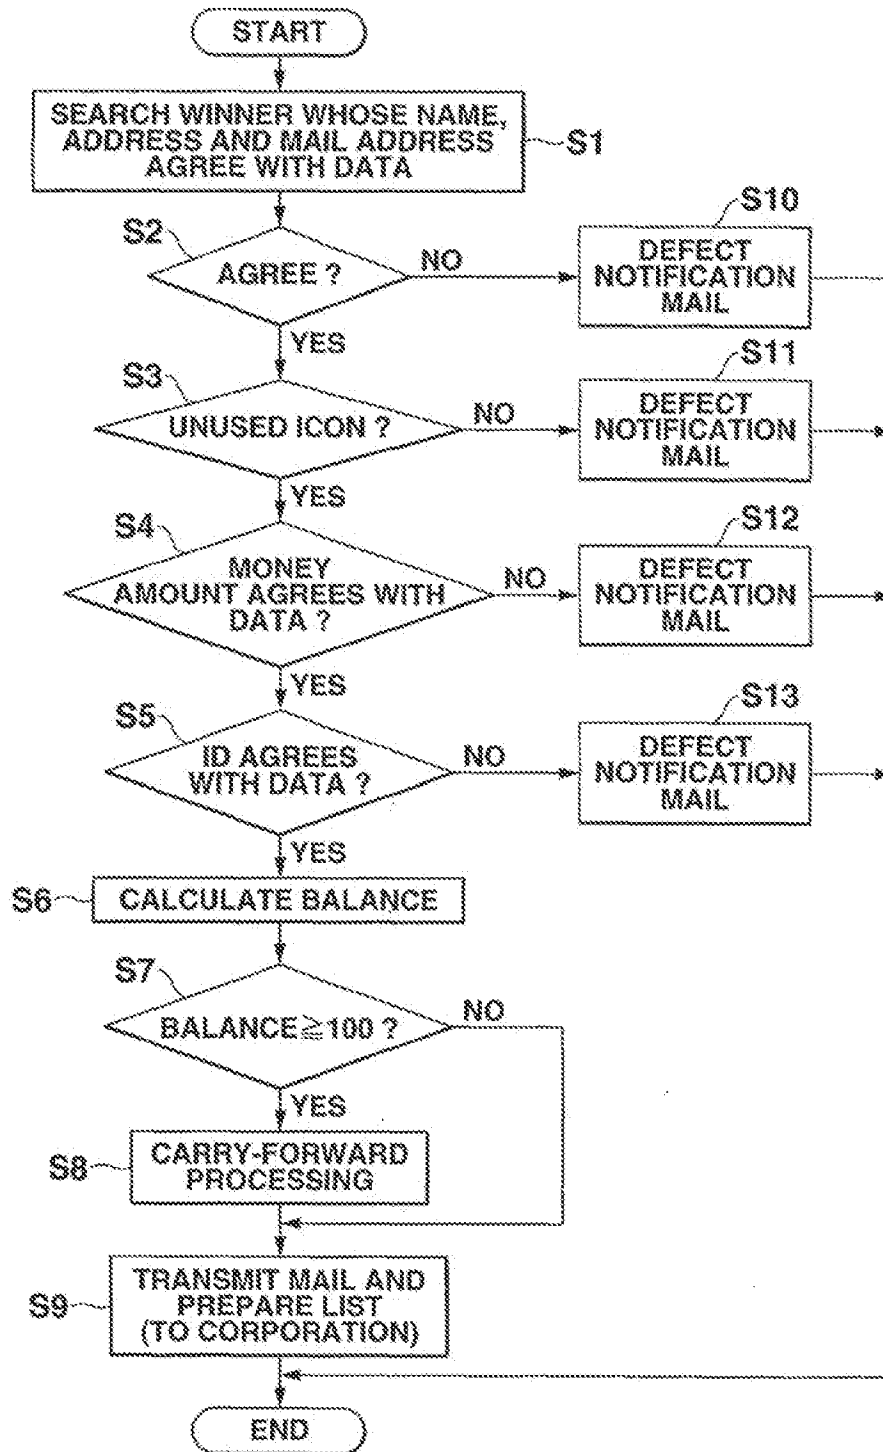 START
SEARCH WINNER WHOSE NAME,
ADDRESS AND MAIL ADDRESS
AGREE WITH DATA
S1
S2
AGREE ?
NO
YES
S10
DEFECT
NOTIFICATION
MAIL
S3
UNUSED ICON ?
NO
YES
S11
DEFECT
NOTIFICATION
MAIL
S4
MONEY
AMOUNT AGREES WITH
DATA ?
NO
YES
S12
DEFECT
NOTIFICATION
MAIL
S5
ID AGREES
WITH DATA ?
NO
YES
S13
DEFECT
NOTIFICATION
MAIL
S6
CALCULATE BALANCE
S7
BALANCE≧100 ?
NO
YES
S8
CARRY-FORWARD
PROCESSING
S9
TRANSMIT MAIL AND
PREPARE LIST
(TO CORPORATION)
END